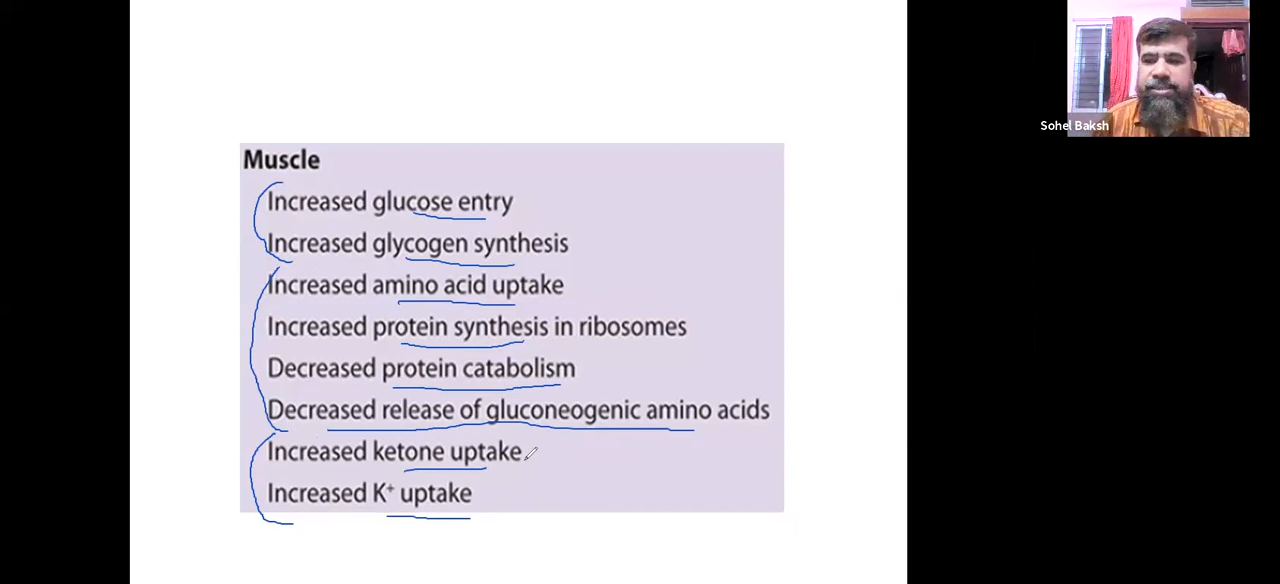 Sohel Baksh
Muscle
Increased glucose entry
Increased glycogen synthesis
Increased amino acid uptake
Increased protein synthesis in ribosomes
Decreased protein catabolism
Decreased release of gluconeogenic amino acids
Increased ketone uptake
Increased K⁺ uptake